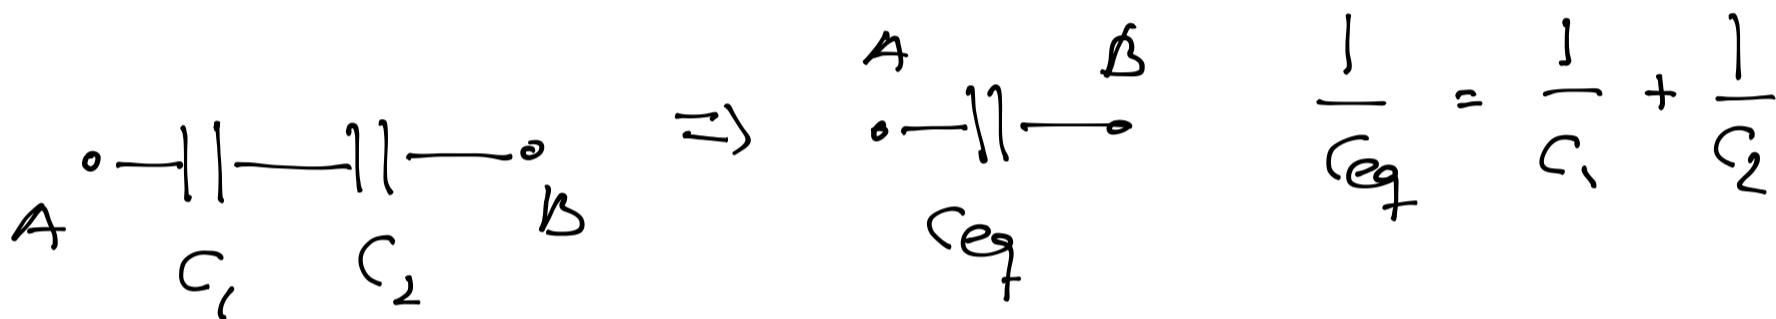 A C₁ C₂ B ⇒ A B Ceq 1/Ceq = 1/C₁ + 1/C₂